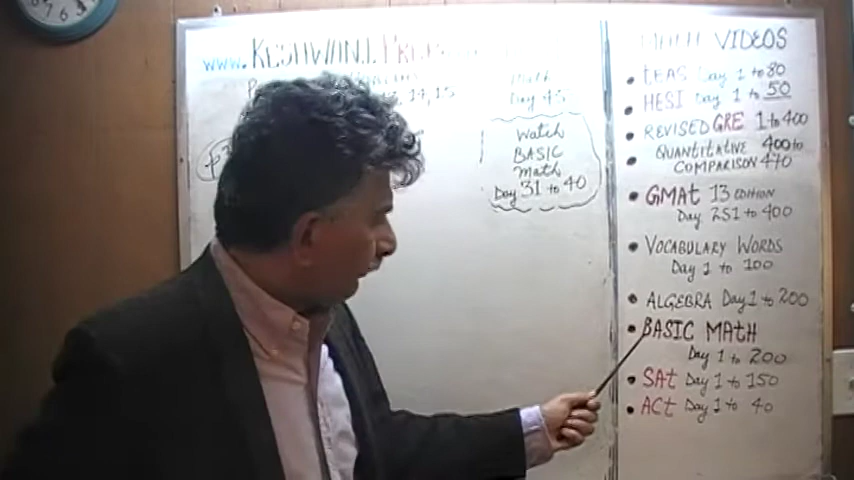 www. KESHWANI
Math
Day 45
Watch
BASIC
Math
Day 31 to 40
MATH VIDEOS
TEAS Day 1 to 80
HESI Day 1 to 50
REVISED GRE 1 to 400
QUANTITATIVE 400 to
COMPARISON 470
GMAT 13 EDITION
Day 251 to 400
VOCABULARY WORDS
Day 1 to 100
ALGEBRA Day 1 to 200
BASIC MATH
Day 1 to 200
SAT Day 1 to 150
ACT Day 1 to 40